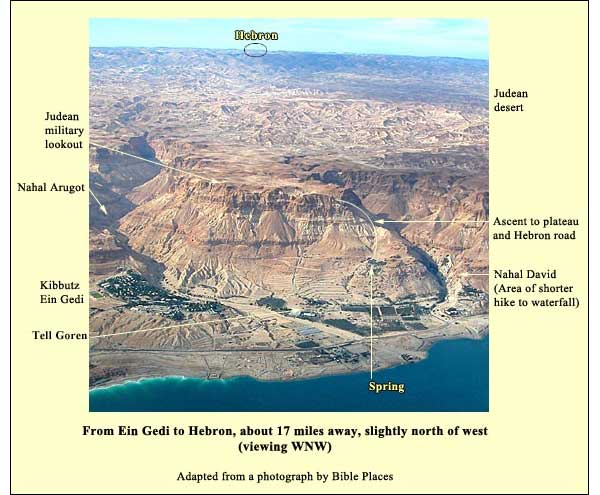 Hebron
Judean
desert
Judean
military
lookout
Nahal Arugot
Ascent to plateau
and Hebron road
Kibbutz
Ein Gedi
Nahal David
(Area of shorter
hike to waterfall)
Tell Goren
Spring
From Ein Gedi to Hebron, about 17 miles away, slightly north of west
(viewing WNW)
Adapted from a photograph by Bible Places